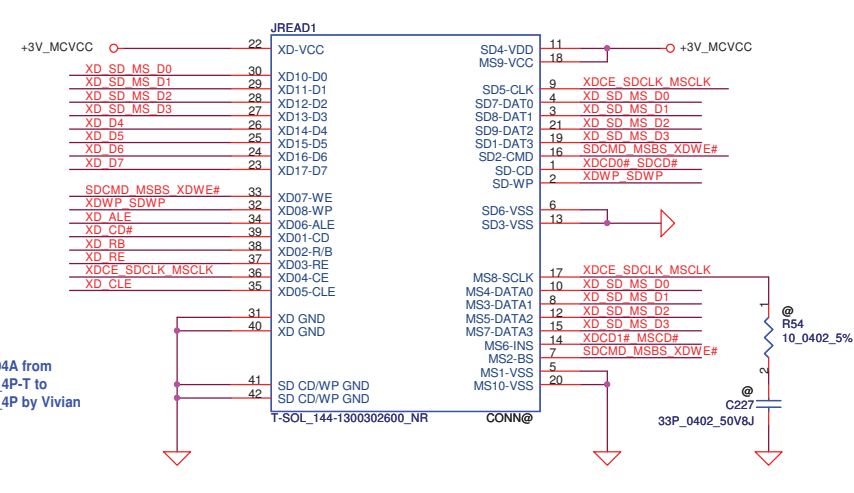 JREAD1
+3V_MCVCC 22 XD-VCC SD4-VDD 11 +3V_MCVCC
MS9-VCC 18
XD_SD_MS_D0 30 XD10-D0
XD_SD_MS_D1 29 XD11-D1 SD5-CLK 9 XDCE_SDCLK_MSCLK
XD_SD_MS_D2 28 XD12-D2 SD7-DAT0 4 XD_SD_MS_D0
XD_SD_MS_D3 27 XD13-D3 SD8-DAT1 3 XD_SD_MS_D1
XD_D4 26 XD14-D4 SD9-DAT2 21 XD_SD_MS_D2
XD_D5 25 XD15-D5 SD1-DAT3 19 XD_SD_MS_D3
XD_D6 24 XD16-D6 SD2-CMD 16 SDCMD_MSBS_XDWE#
XD_D7 23 XD17-D7 SD-CD 1 XDCD0#_SDCD#
SD-WP 2 XDWP_SDWP
SDCMD_MSBS_XDWE# 33 XD07-WE
XDWP_SDWP 32 XD08-WP SD6-VSS 6
XD_ALE 34 XD06-ALE SD3-VSS 13
XD_CD# 39 XD01-CD
XD_RB 38 XD02-R/B
XD_RE 37 XD03-RE
XDCE_SDCLK_MSCLK 36 XD04-CE MS8-SCLK 17 XDCE_SDCLK_MSCLK
XD_CLE 35 XD05-CLE MS4-DATA0 10 XD_SD_MS_D0
MS3-DATA1 8 XD_SD_MS_D1
31 XD GND MS5-DATA2 12 XD_SD_MS_D2
40 XD GND MS7-DATA3 15 XD_SD_MS_D3
MS6-INS 14 XDCD1#_MSCD#
MS2-BS 7 SDCMD_MSBS_XDWE#
MS1-VSS 5
41 SD CD/WP GND MS10-VSS 20
42 SD CD/WP GND
T-SOL_144-1300302600_NR CONN@
1
@
R54
10_0402_5%
2
@
C227
33P_0402_50V8J
04A from
_4P-T to
_4P by Vivian